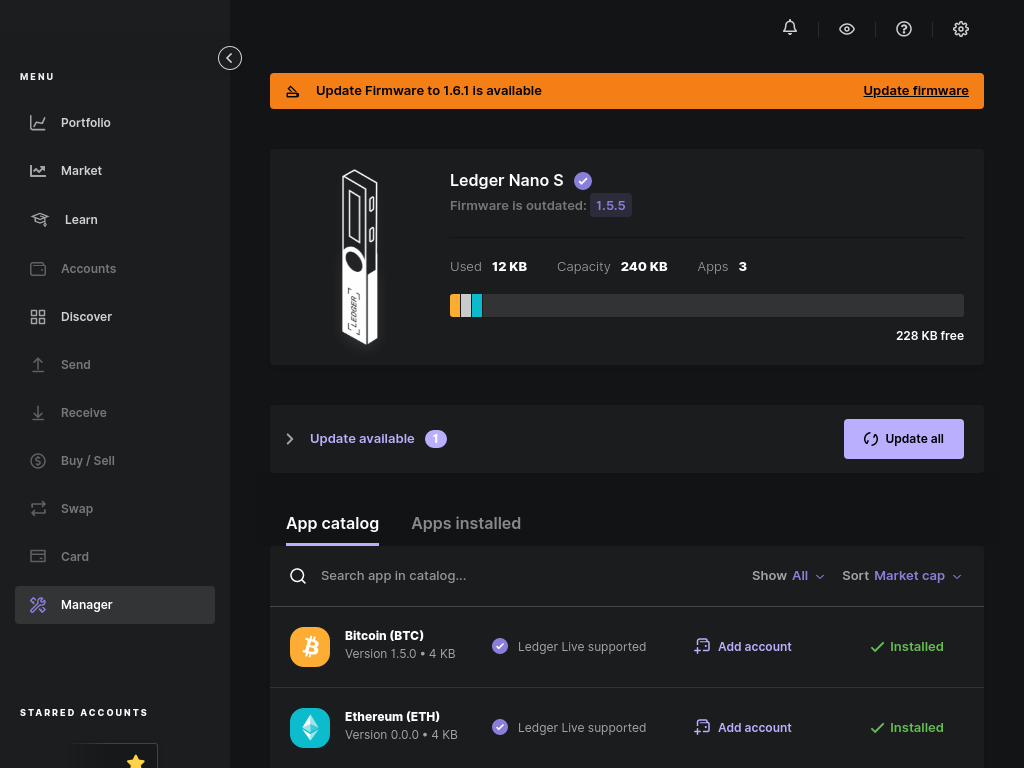 MENU
Portfolio
Market
Learn
Accounts
Discover
Send
Receive
Buy / Sell
Swap
Card
Manager
STARRED ACCOUNTS
Update Firmware to 1.6.1 is available
Update firmware
LEDGER
Ledger Nano S
Firmware is outdated: 1.5.5
Used 12 KB Capacity 240 KB Apps 3
228 KB free
Update available 1
Update all
App catalog Apps installed
Search app in catalog...
Show All Sort Market cap
Bitcoin (BTC)
Version 1.5.0 • 4 KB
Ledger Live supported
Add account
Installed
Ethereum (ETH)
Version 0.0.0 • 4 KB
Ledger Live supported
Add account
Installed